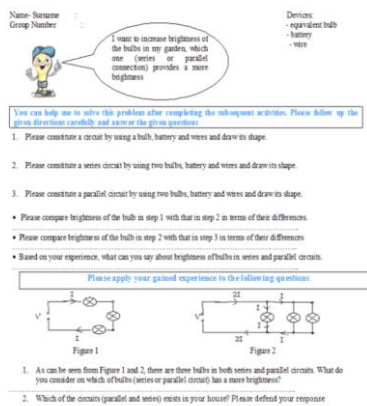 Name- Surname :
Group Number :
Devices:
- equivalent bulb
- battery
- wire
I want to increase brightness of
the bulbs in my garden, which
one (series or parallel
connection) provides a more
brightness
You can help me to solve this problem after completing the subsequent activities. Please follow up the
given directions carefully and answer the given questions
1. Please constitute a circuit by using a bulb, battery and wires and draw its shape.
2. Please constitute a series circuit by using two bulbs, battery and wires and draw its shape.
3. Please constitute a parallel circuit by using two bulbs, battery and wires and draw its shape.
• Please compare brightness of the bulb in step 1 with that in step 2 in terms of their differences.
• Please compare brightness of the bulb in step 2 with that in step 3 in terms of their differences
• Based on your experience, what can you say about brightness of bulbs in series and parallel circuits.
Please apply your gained experience to the following questions
I
V
I
Figure 1
2I
I
V
I
I
2I
I
Figure 2
1. As can be seen from Figure 1 and 2, there are three bulbs in both series and parallel circuits. What do
you consider on which of bulbs (series or parallel circuit) has a more brightness?
2. Which of the circuits (parallel and series) exists in your house? Please defend your response